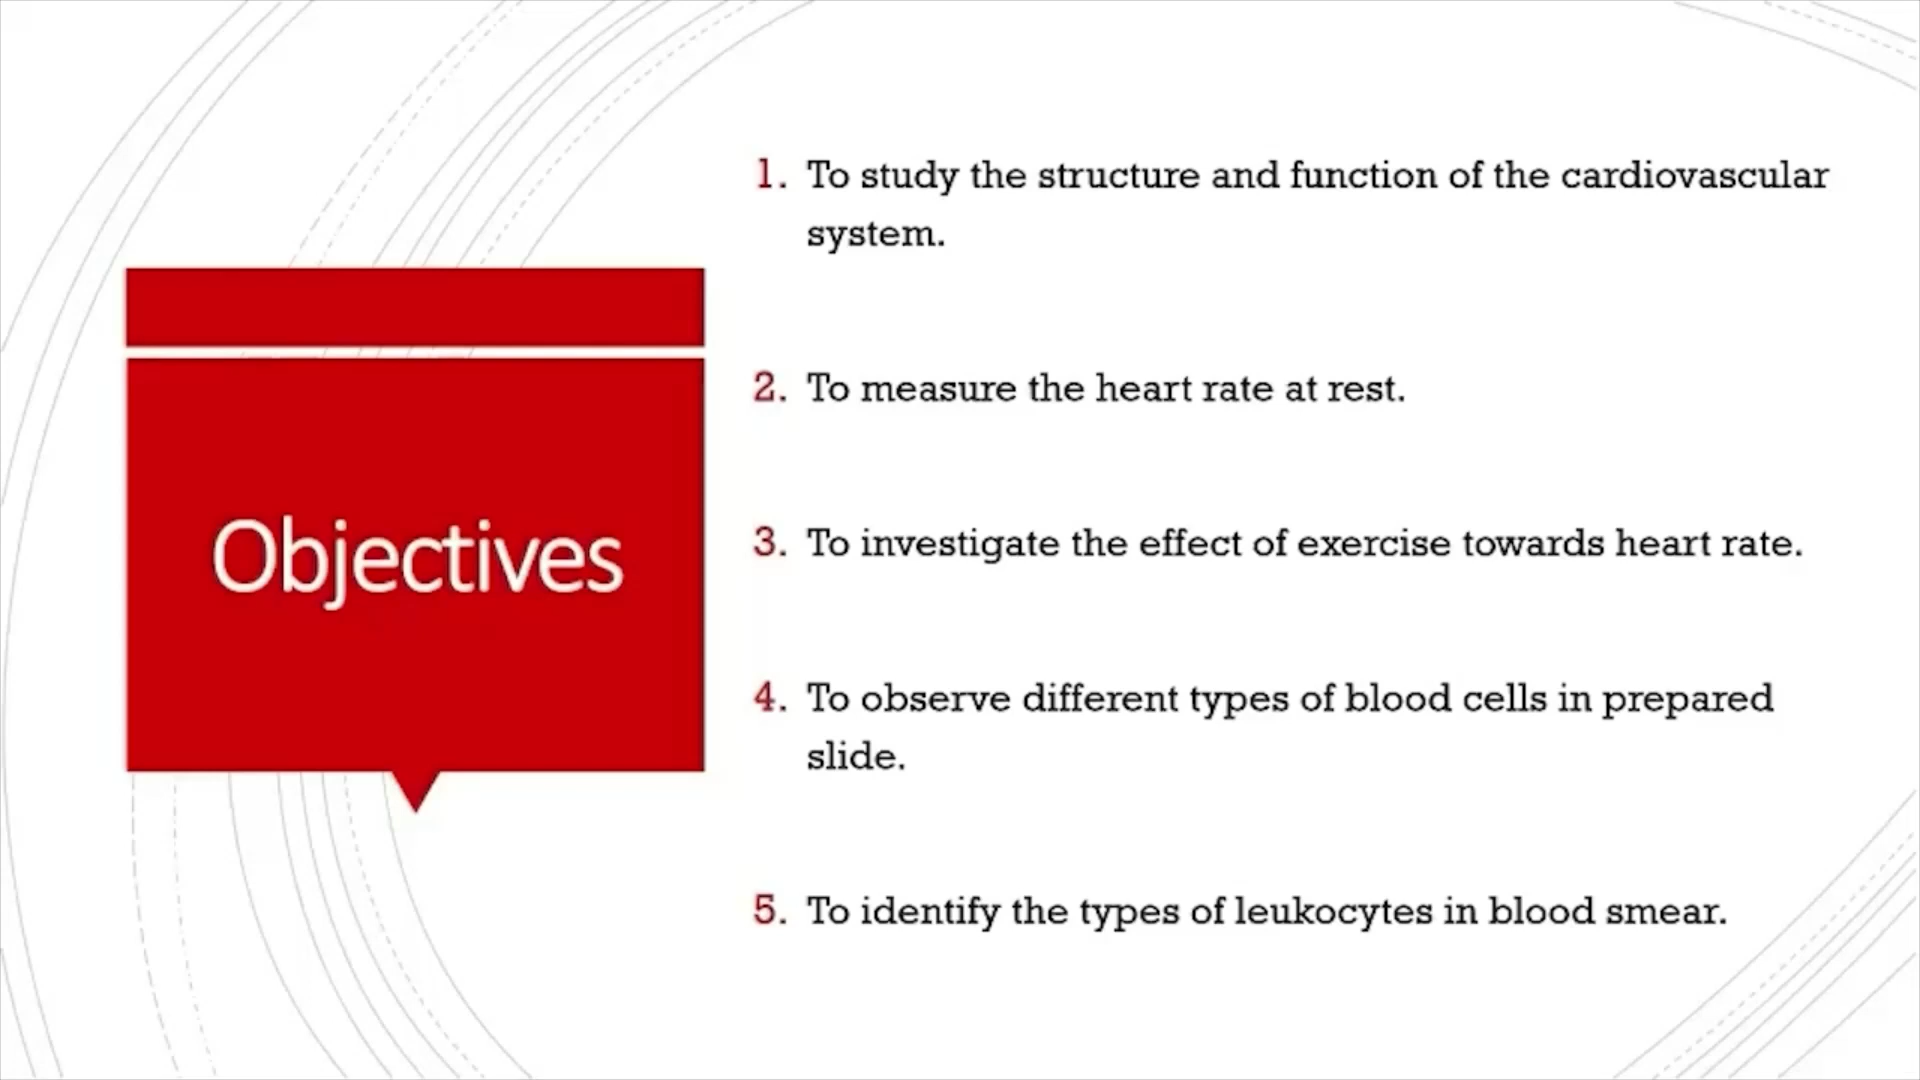 Objectives
1. To study the structure and function of the cardiovascular
system.
2. To measure the heart rate at rest.
3. To investigate the effect of exercise towards heart rate.
4. To observe different types of blood cells in prepared
slide.
5. To identify the types of leukocytes in blood smear.